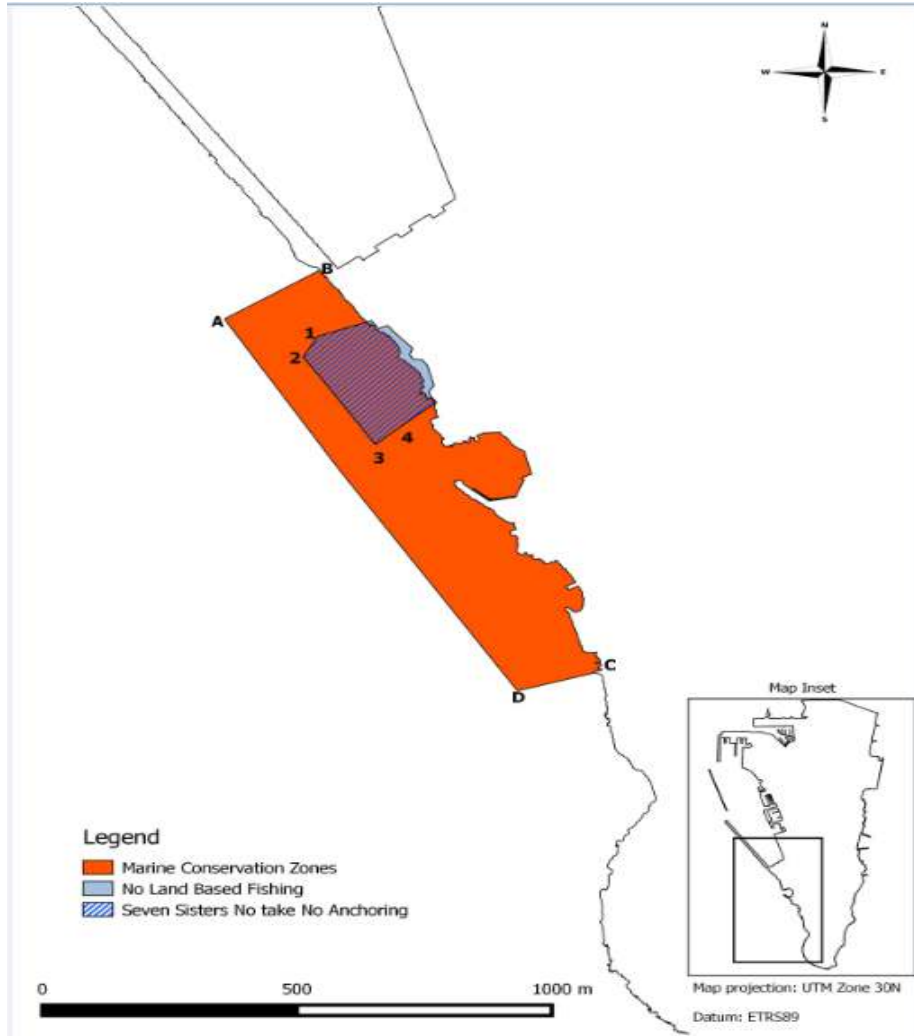 N
W E
S
B
A
1
2
4
3
C
D
Map Inset
Legend
Marine Conservation Zones
No Land Based Fishing
Seven Sisters No take No Anchoring
0 500 1000 m
Map projection: UTM Zone 30N
Datum: ETRS89